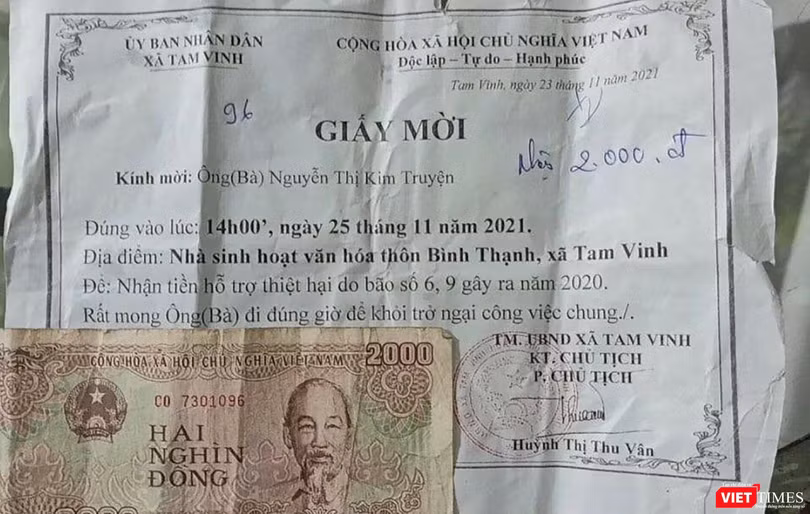 ỦY BAN NHÂN DÂN
XÃ TAM VINH
CỘNG HÒA XÃ HỘI CHỦ NGHĨA VIỆT NAM
Độc lập – Tự do – Hạnh phúc
Tam Vinh, ngày 23 tháng 11 năm 2021
96
GIẤY MỜI
Nhận 2.000.đ
Kính mời: Ông(Bà) Nguyễn Thị Kim Truyện
Đúng vào lúc: 14h00’, ngày 25 tháng 11 năm 2021.
Địa điểm: Nhà sinh hoạt văn hóa thôn Bình Thạnh, xã Tam Vinh
Để: Nhận tiền hỗ trợ thiệt hại do bão số 6, 9 gây ra năm 2020.
Rất mong Ông(Bà) đi đúng giờ để khỏi trở ngại công việc chung./.
TM. UBND XÃ TAM VINH
KT. CHỦ TỊCH
P. CHỦ TỊCH
Huỳnh Thị Thu Vân
CỘNG HÒA XÃ HỘI CHỦ NGHĨA VIỆT NAM
2000
CO 7301096
HAI
NGHÌN
ĐỒNG
2000
VIET TIMES